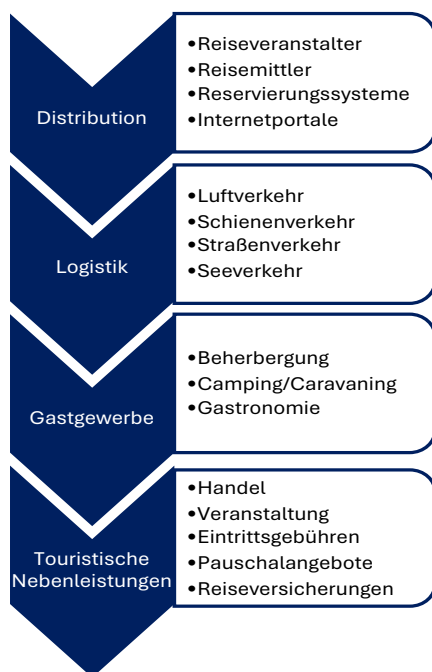 Distribution
•Reiseveranstalter
•Reisemittler
•Reservierungssysteme
•Internetportale
Logistik
•Luftverkehr
•Schienenverkehr
•Straßenverkehr
•Seeverkehr
Gastgewerbe
•Beherbergung
•Camping/Caravaning
•Gastronomie
Touristische
Nebenleistungen
•Handel
•Veranstaltung
•Eintrittsgebühren
•Pauschalangebote
•Reiseversicherungen